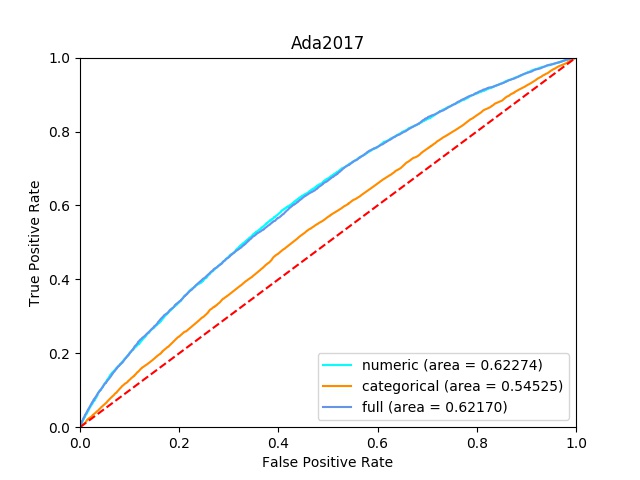 Ada2017
True Positive Rate
1.0
0.8
0.6
0.4
0.2
0.0
numeric (area = 0.62274)
categorical (area = 0.54525)
full (area = 0.62170)
0.0 0.2 0.4 0.6 0.8 1.0
False Positive Rate